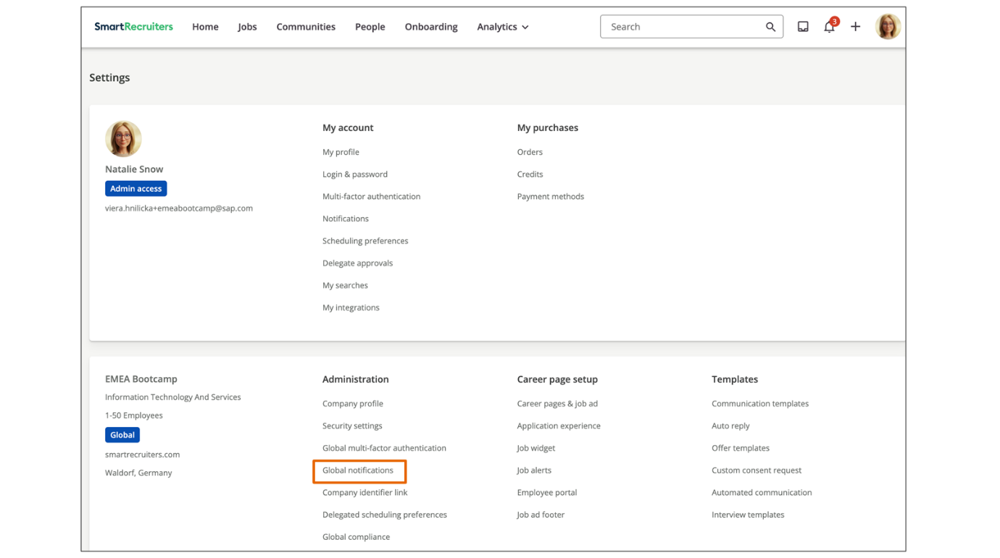 SmartRecruiters Home Jobs Communities People Onboarding Analytics Search 3
Settings
Natalie Snow
Admin access
viera.hnilicka+emeabootcamp@sap.com
My account
My profile
Login & password
Multi-factor authentication
Notifications
Scheduling preferences
Delegate approvals
My searches
My integrations
My purchases
Orders
Credits
Payment methods
EMEA Bootcamp
Information Technology And Services
1-50 Employees
Global
smartrecruiters.com
Waldorf, Germany
Administration
Company profile
Security settings
Global multi-factor authentication
Global notifications
Company identifier link
Delegated scheduling preferences
Global compliance
Career page setup
Career pages & job ad
Application experience
Job widget
Job alerts
Employee portal
Job ad footer
Templates
Communication templates
Auto reply
Offer templates
Custom consent request
Automated communication
Interview templates